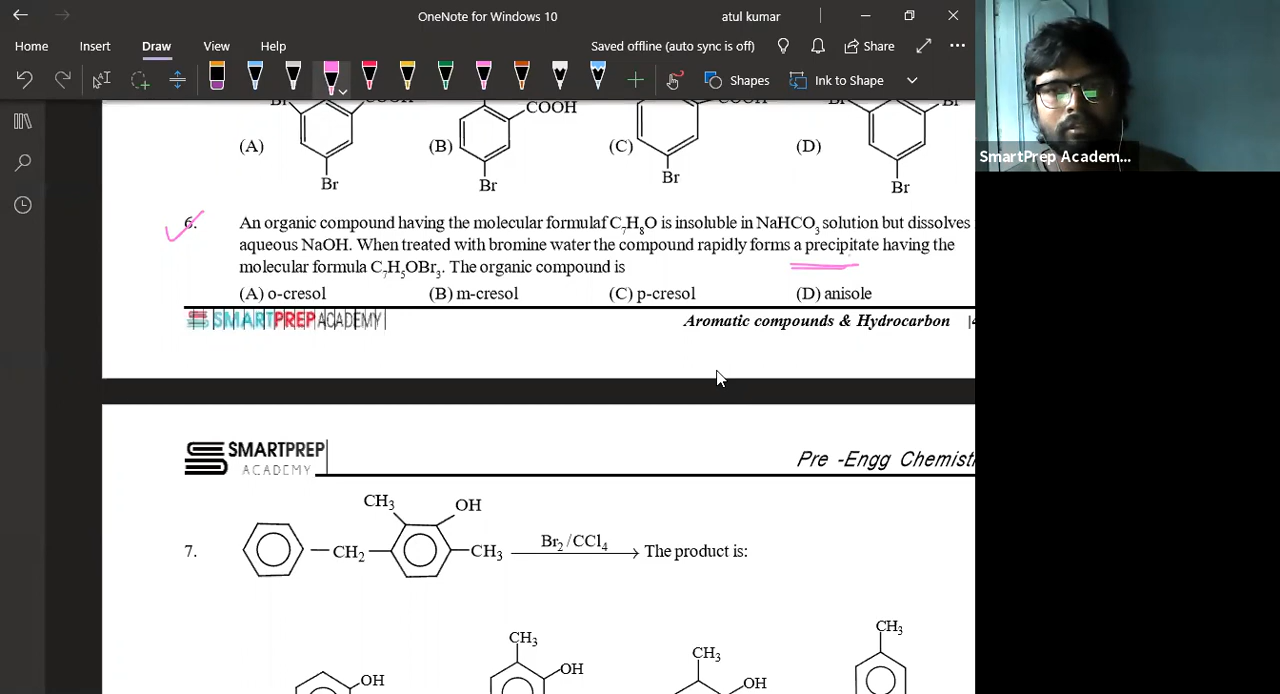 OneNote for Windows 10
atul kumar
Home Insert Draw View Help
Saved offline (auto sync is off)
Share
Shapes
Ink to Shape
SmartPrep Academ...
COOH
(A) (B) (C) (D)
Br Br Br Br
6. An organic compound having the molecular formulaf C₇H₈O is insoluble in NaHCO₃ solution but dissolves
aqueous NaOH. When treated with bromine water the compound rapidly forms a precipitate having the
molecular formula C₇H₅OBr₃. The organic compound is
(A) o-cresol (B) m-cresol (C) p-cresol (D) anisole
SMARTPREP ACADEMY
Aromatic compounds & Hydrocarbon
SMARTPREP
ACADEMY
Pre -Engg
CH₃ OH
7. CH₂ CH₃ Br₂/CCl₄ The product is:
CH₃ CH₃ CH₃
OH OH OH